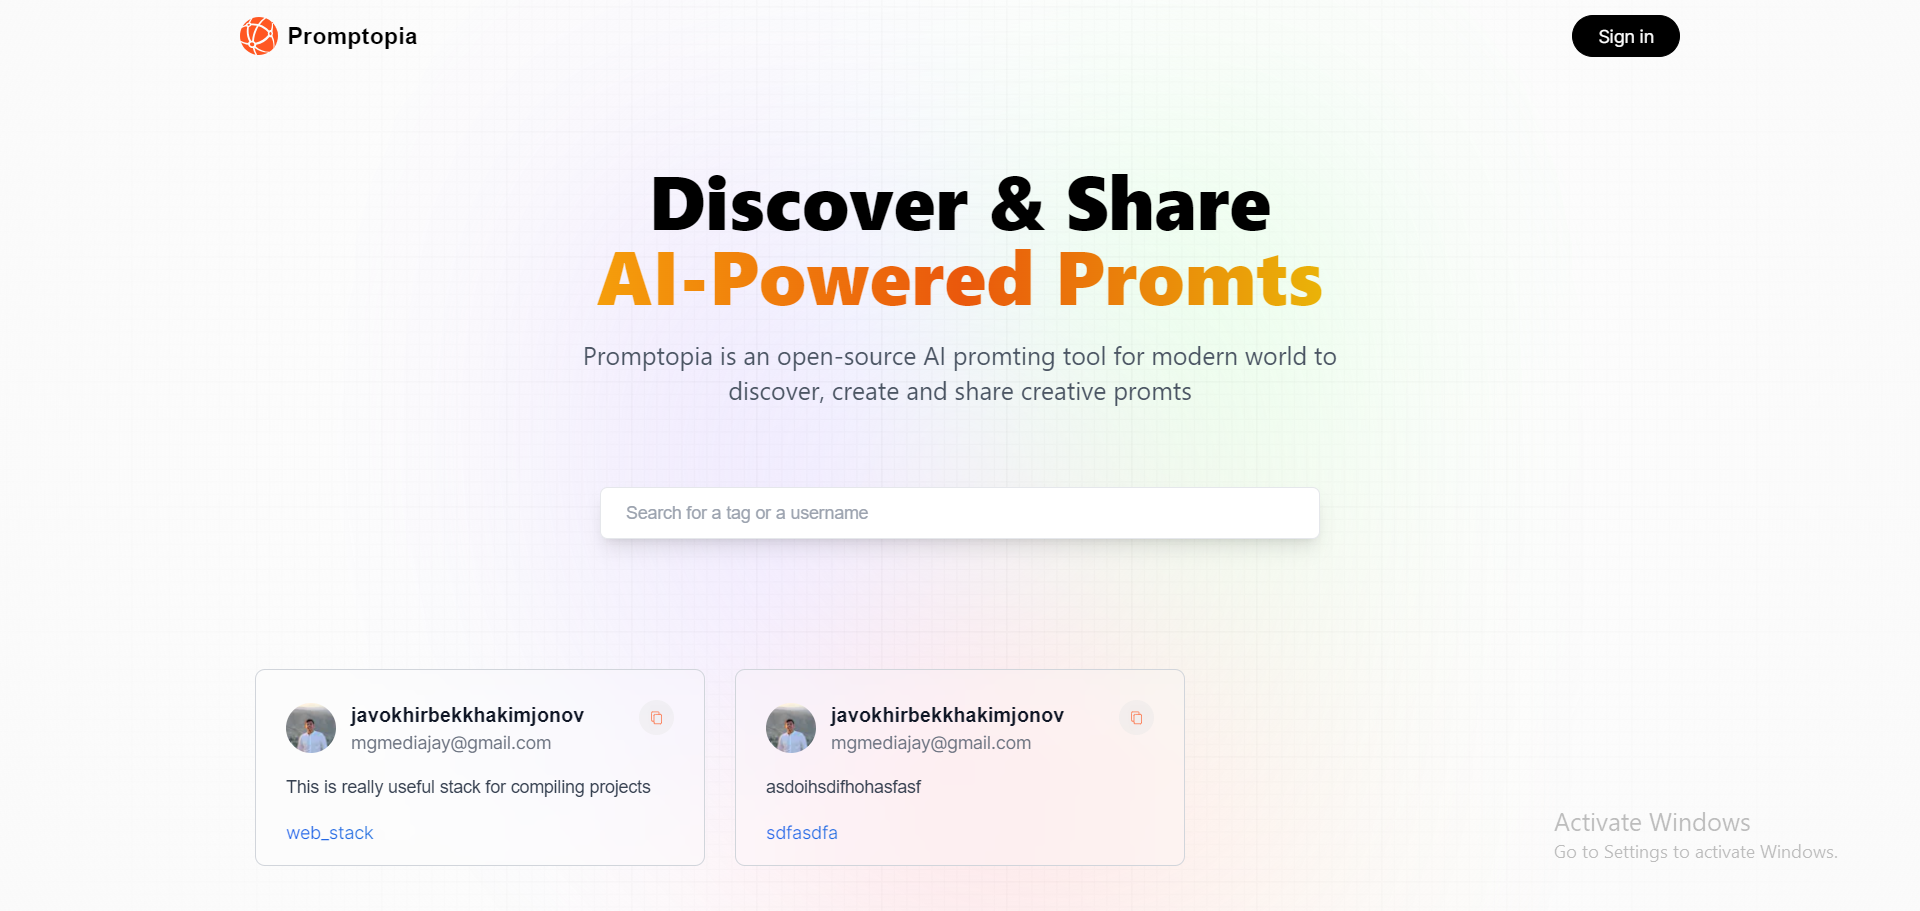 Promptopia
Sign in
Discover & Share
AI-Powered Promts
Promptopia is an open-source AI promting tool for modern world to
discover, create and share creative promts
Search for a tag or a username
javokhirbekkhakimjonov
mgmediajay@gmail.com
This is really useful stack for compiling projects
web_stack
javokhirbekkhakimjonov
mgmediajay@gmail.com
asdoihsdifhohasfasf
sdfasdfa
Activate Windows
Go to Settings to activate Windows.